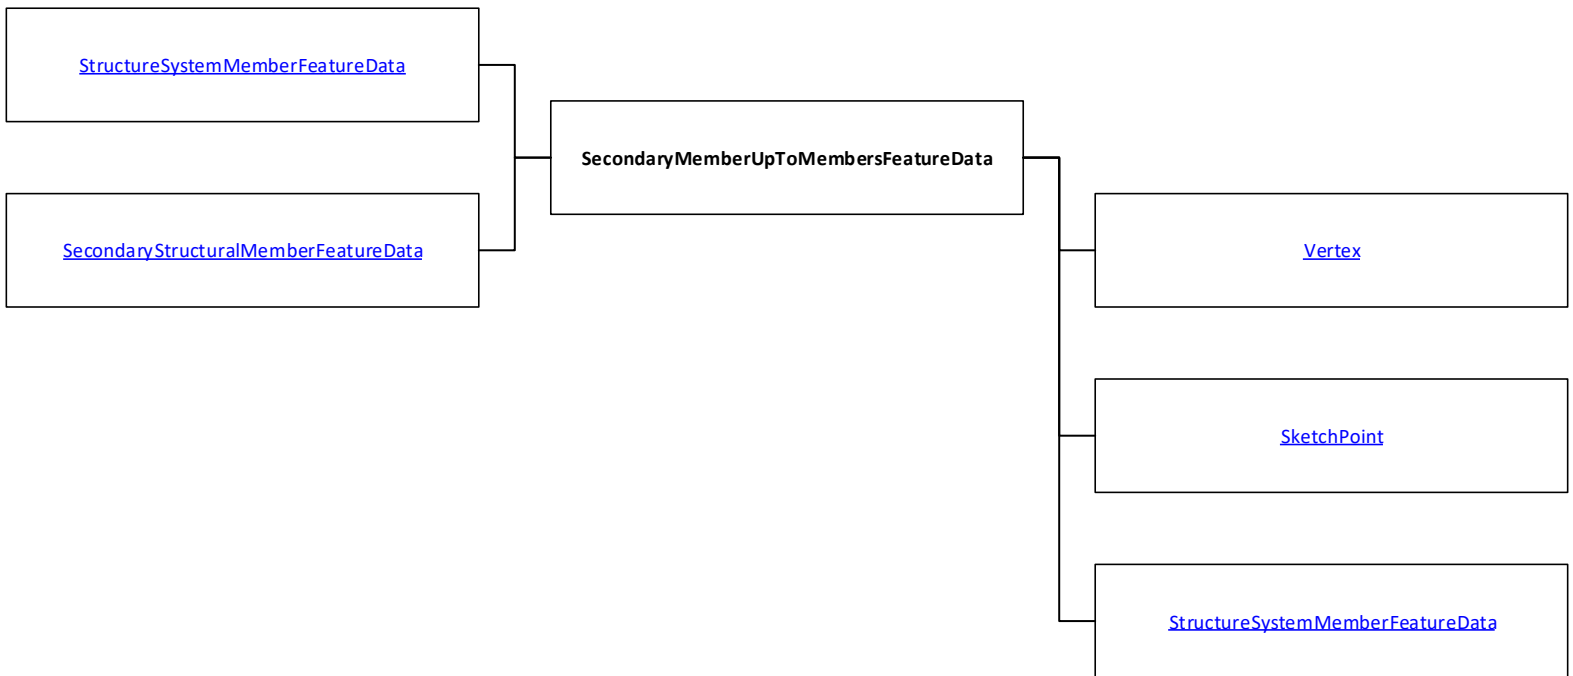 StructureSystemMemberFeatureData
SecondaryStructuralMemberFeatureData
SecondaryMemberUpToMembersFeatureData
Vertex
SketchPoint
StructureSystemMemberFeatureData